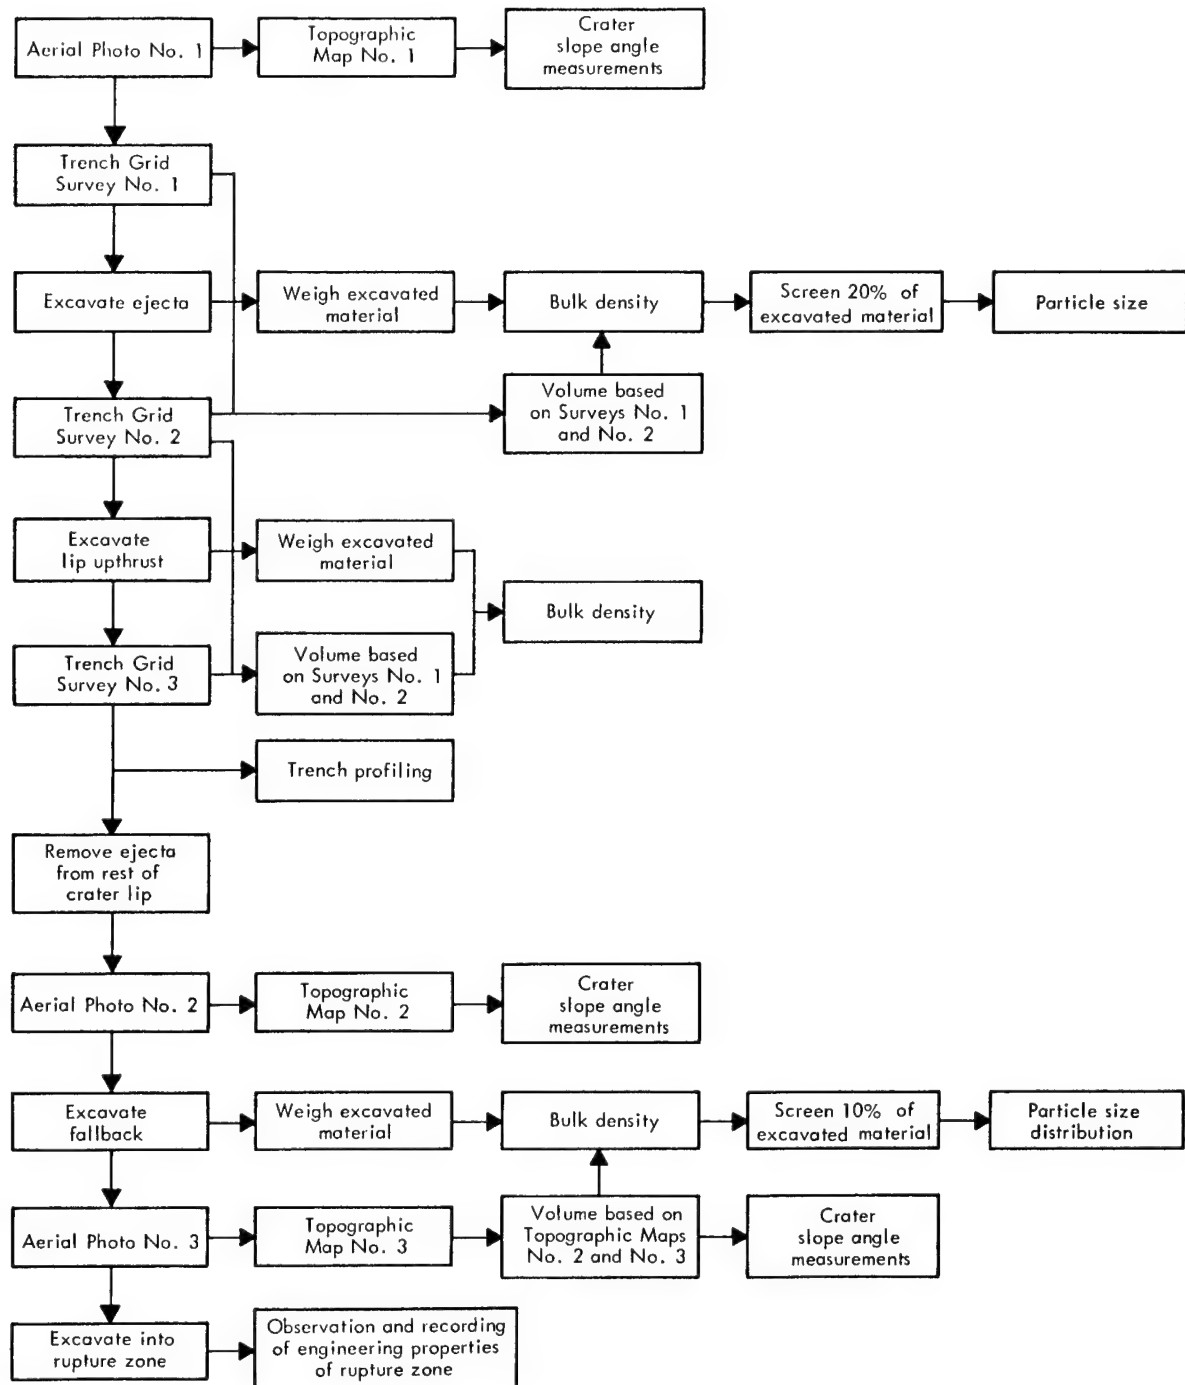 Aerial Photo No. 1
Topographic
Map No. 1
Crater
slope angle
measurements
Trench Grid
Survey No. 1
Excavate ejecta
Weigh excavated
material
Bulk density
Screen 20% of
excavated material
Particle size
Trench Grid
Survey No. 2
Volume based
on Surveys No. 1
and No. 2
Excavate
lip upthrust
Weigh excavated
material
Bulk density
Trench Grid
Survey No. 3
Volume based
on Surveys No. 1
and No. 2
Trench profiling
Remove ejecta
from rest of
crater lip
Aerial Photo No. 2
Topographic
Map No. 2
Crater
slope angle
measurements
Excavate
fallback
Weigh excavated
material
Bulk density
Screen 10% of
excavated material
Particle size
distribution
Aerial Photo No. 3
Topographic
Map No. 3
Volume based on
Topographic Maps
No. 2 and No. 3
Crater
slope angle
measurements
Excavate into
rupture zone
Observation and recording
of engineering properties
of rupture zone